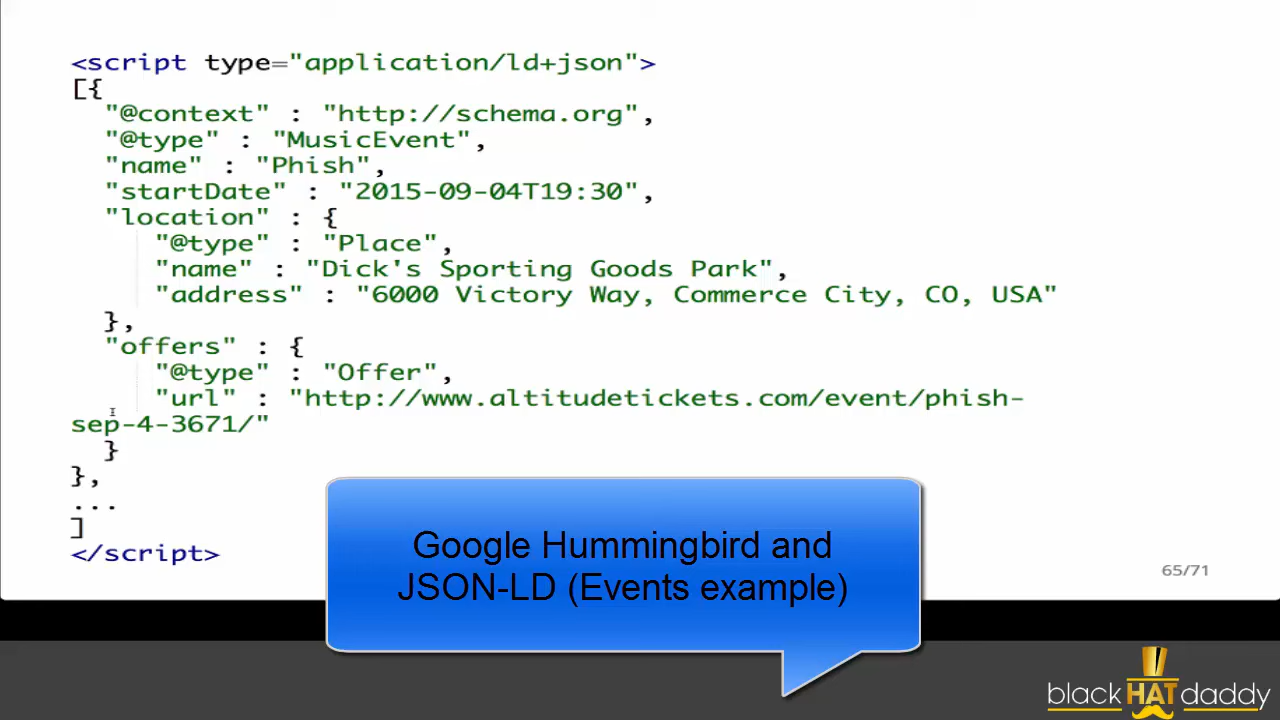 <script type="application/ld+json">
[{
"@context" : "http://schema.org",
"@type" : "MusicEvent",
"name" : "Phish",
"startDate" : "2015-09-04T19:30",
"location" : {
"@type" : "Place",
"name" : "Dick's Sporting Goods Park",
"address" : "6000 Victory Way, Commerce City, CO, USA"
},
"offers" : {
"@type" : "Offer",
"url" : "http://www.altitudetickets.com/event/phish-
sep-4-3671/"
}
},
...
]
</script>
Google Hummingbird and
JSON-LD (Events example)
65/71
blackHATdaddy